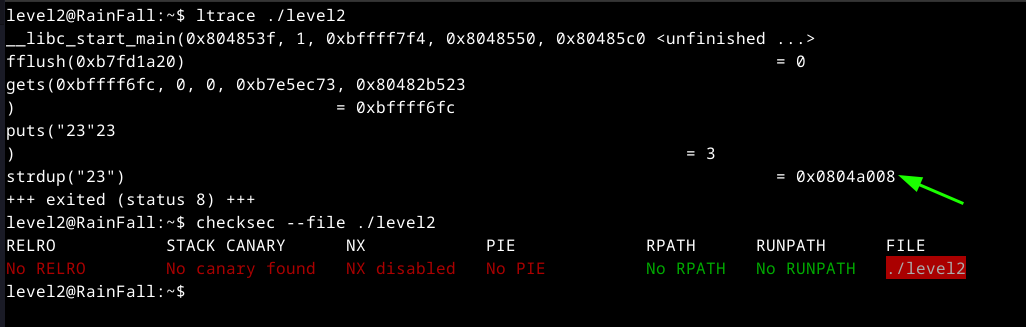 level2@RainFall:~$ ltrace ./level2
__libc_start_main(0x804853f, 1, 0xbffff7f4, 0x8048550, 0x80485c0 <unfinished ...>
fflush(0xb7fd1a20) = 0
gets(0xbffff6fc, 0, 0, 0xb7e5ec73, 0x80482b523
) = 0xbffff6fc
puts("23"23
) = 3
strdup("23") = 0x0804a008
+++ exited (status 8) +++
level2@RainFall:~$ checksec --file ./level2
RELRO STACK CANARY NX PIE RPATH RUNPATH FILE
No RELRO No canary found NX disabled No PIE No RPATH No RUNPATH ./level2
level2@RainFall:~$